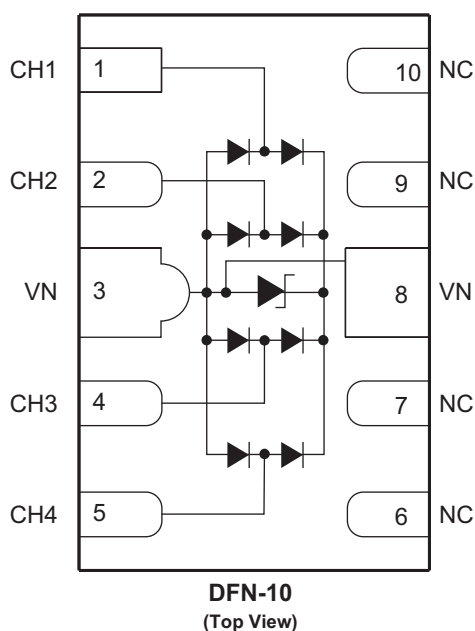 CH1 1 10 NC
CH2 2 9 NC
VN 3 8 VN
CH3 4 7 NC
CH4 5 6 NC
DFN-10
(Top View)